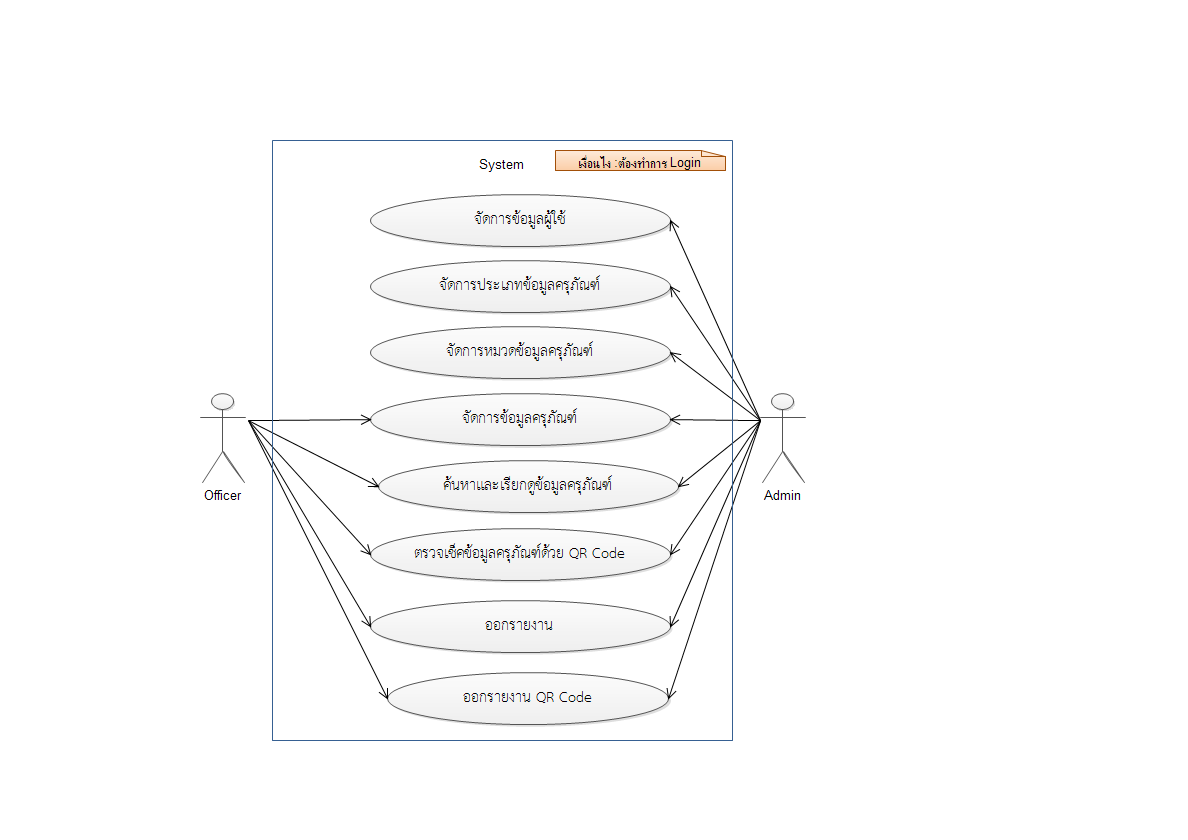 System
เงื่อนไง :ต้องทำการ Login
จัดการข้อมูลผู้ใช้
จัดการประเภทข้อมูลครุภัณฑ์
จัดการหมวดข้อมูลครุภัณฑ์
จัดการข้อมูลครุภัณฑ์
ค้นหาและเรียกดูข้อมูลครุภัณฑ์
Officer
Admin
ตรวจเช็คข้อมูลครุภัณฑ์ด้วย QR Code
ออกรายงาน
ออกรายงาน QR Code